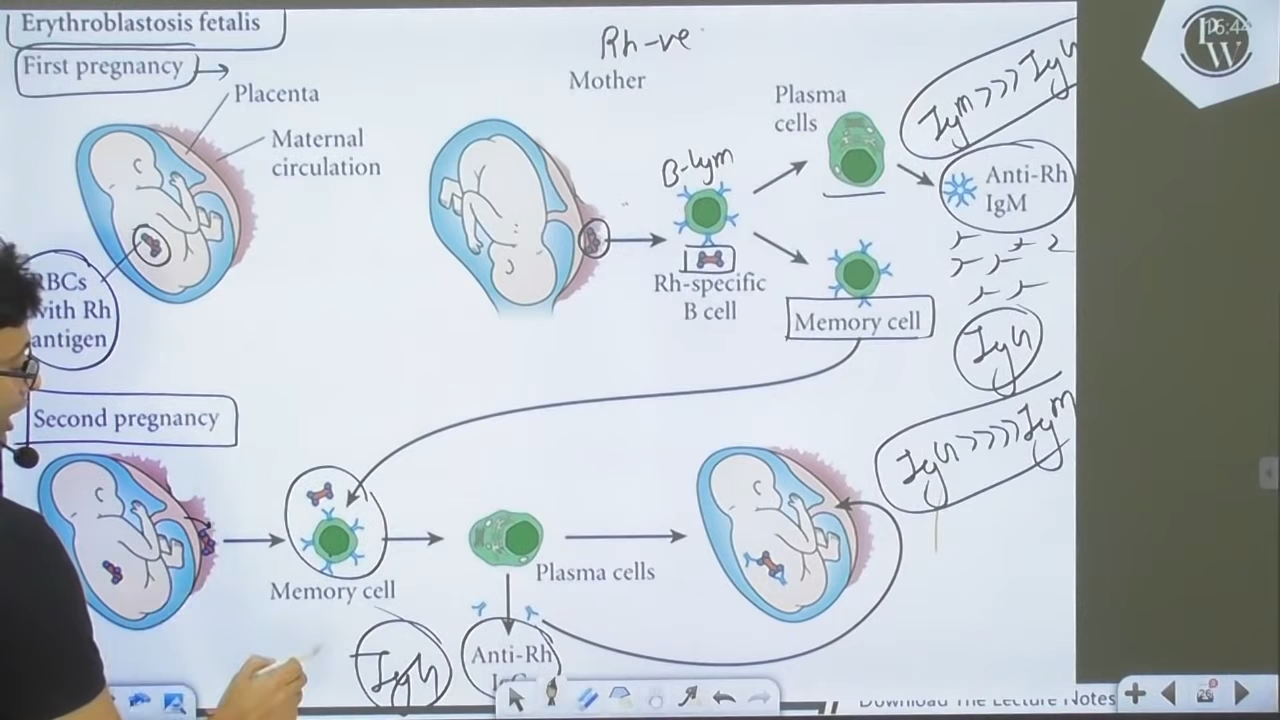 Erythroblastosis fetalis
First pregnancy
Placenta
Maternal
circulation
RBCs
with Rh
antigen
Rh-ve
Mother
B-lym
Rh-specific
B cell
Plasma
cells
Memory cell
IgM >>> IgG
Anti-Rh
IgM
IgG
IgG >>>> IgM
Second pregnancy
Memory cell
IgG
Plasma cells
Anti-Rh
IgG
Download The Lecture Notes
26